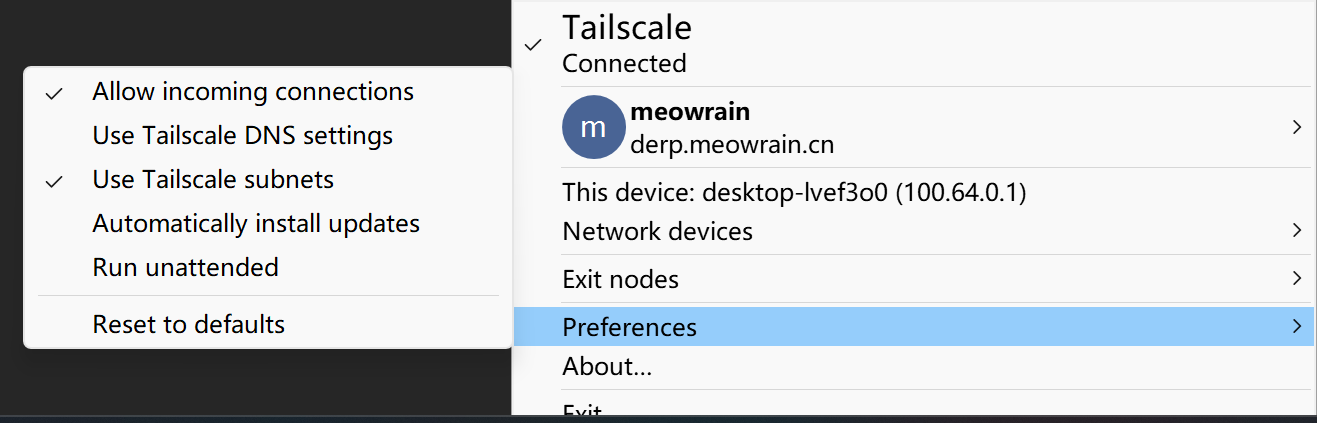 Tailscale
Connected
m
meowrain
derp.meowrain.cn
This device: desktop-lvef3o0 (100.64.0.1)
Network devices
Exit nodes
Preferences
About...
Exit
Allow incoming connections
Use Tailscale DNS settings
Use Tailscale subnets
Automatically install updates
Run unattended
Reset to defaults